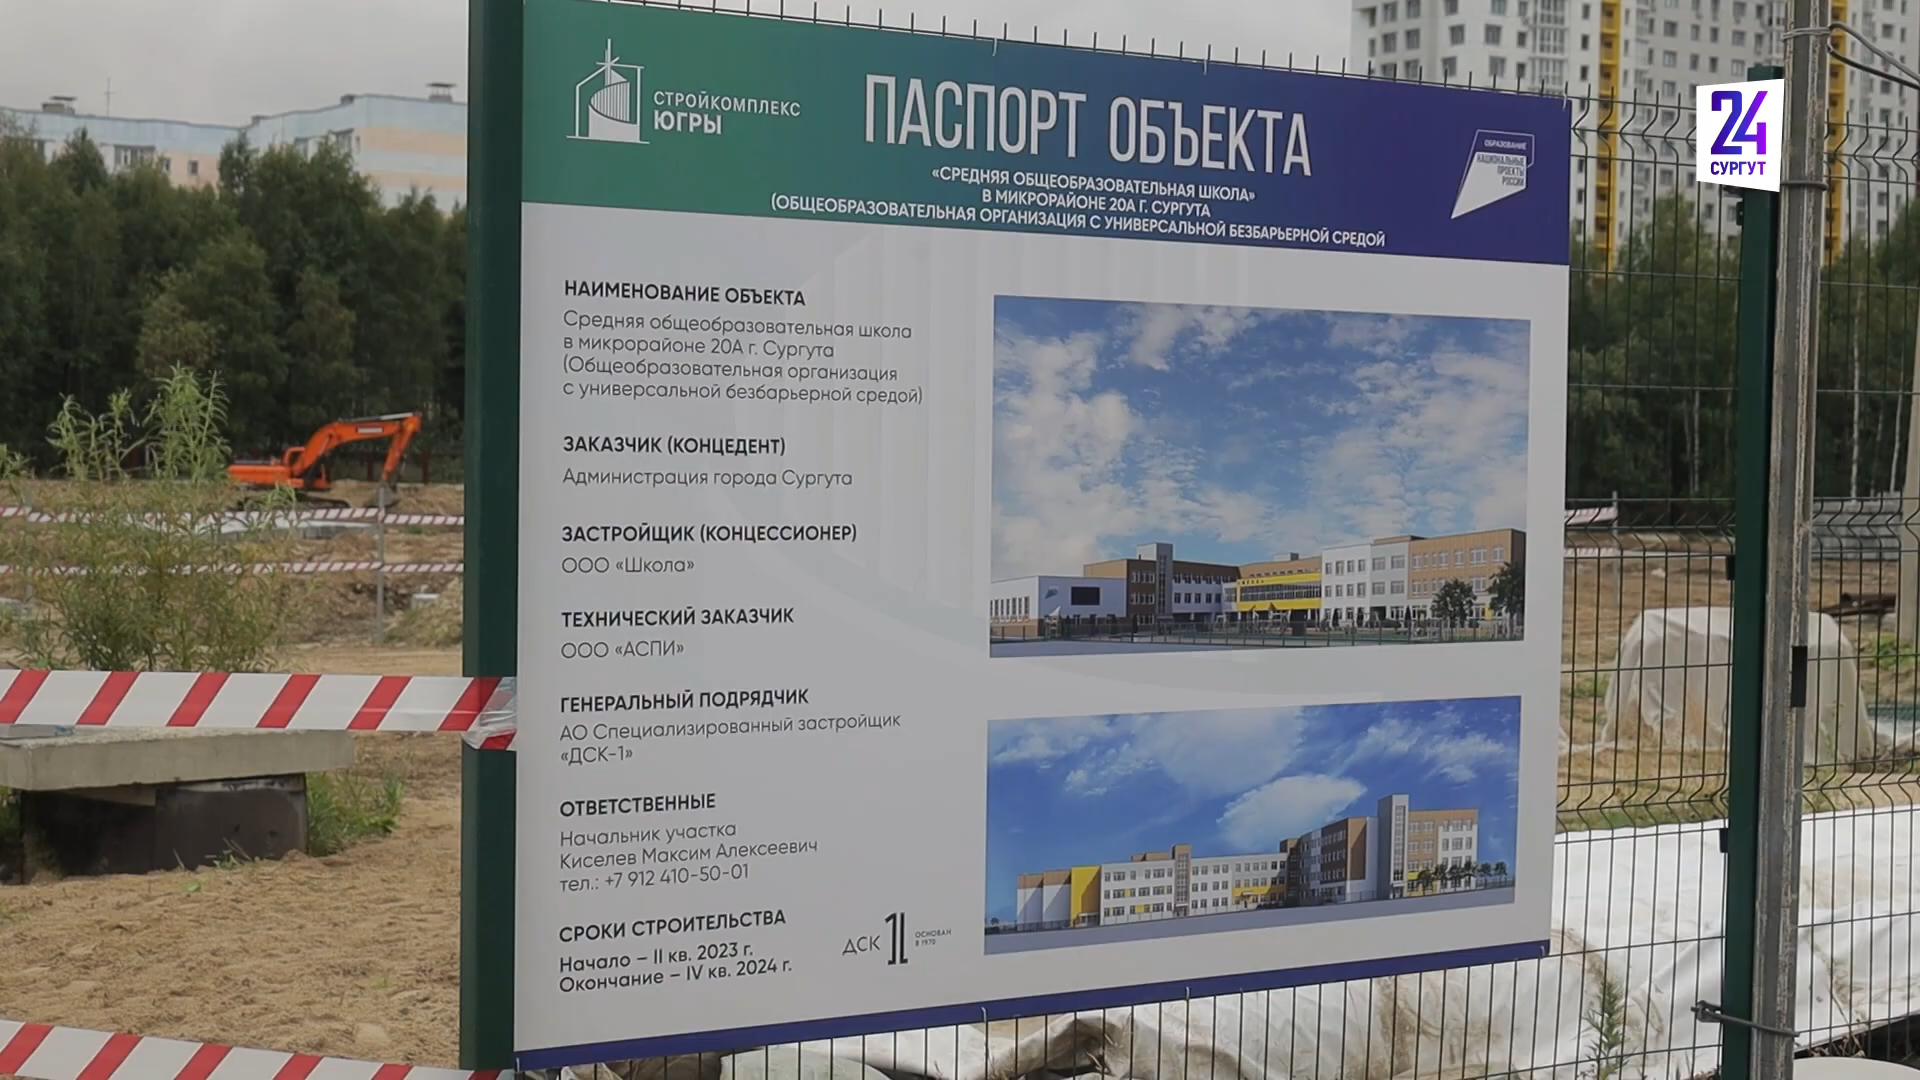 СТРОЙКОМПЛЕКС
ЮГРЫ
ПАСПОРТ ОБЪЕКТА
«СРЕДНЯЯ ОБЩЕОБРАЗОВАТЕЛЬНАЯ ШКОЛА»
В МИКРОРАЙОНЕ 20А Г. СУРГУТА
(ОБЩЕОБРАЗОВАТЕЛЬНАЯ ОРГАНИЗАЦИЯ С УНИВЕРСАЛЬНОЙ БЕЗБАРЬЕРНОЙ СРЕДОЙ
ОБРАЗОВАНИЕ
НАЦИОНАЛЬНЫЕ
ПРОЕКТЫ
РОССИИ
24
СУРГУТ
НАИМЕНОВАНИЕ ОБЪЕКТА
Средняя общеобразовательная школа
в микрорайоне 20А г. Сургута
(Общеобразовательная организация
с универсальной безбарьерной средой)
ЗАКАЗЧИК (КОНЦЕДЕНТ)
Администрация города Сургута
ЗАСТРОЙЩИК (КОНЦЕССИОНЕР)
ООО «Школа»
ТЕХНИЧЕСКИЙ ЗАКАЗЧИК
ООО «АСПИ»
ГЕНЕРАЛЬНЫЙ ПОДРЯДЧИК
АО Специализированный застройщик
«ДСК-1»
ОТВЕТСТВЕННЫЕ
Начальник участка
Киселев Максим Алексеевич
тел.: +7 912 410-50-01
СРОКИ СТРОИТЕЛЬСТВА
Начало – II кв. 2023 г.
Окончание – IV кв. 2024 г.
ДСК 1
ОСНОВАН
В 1970